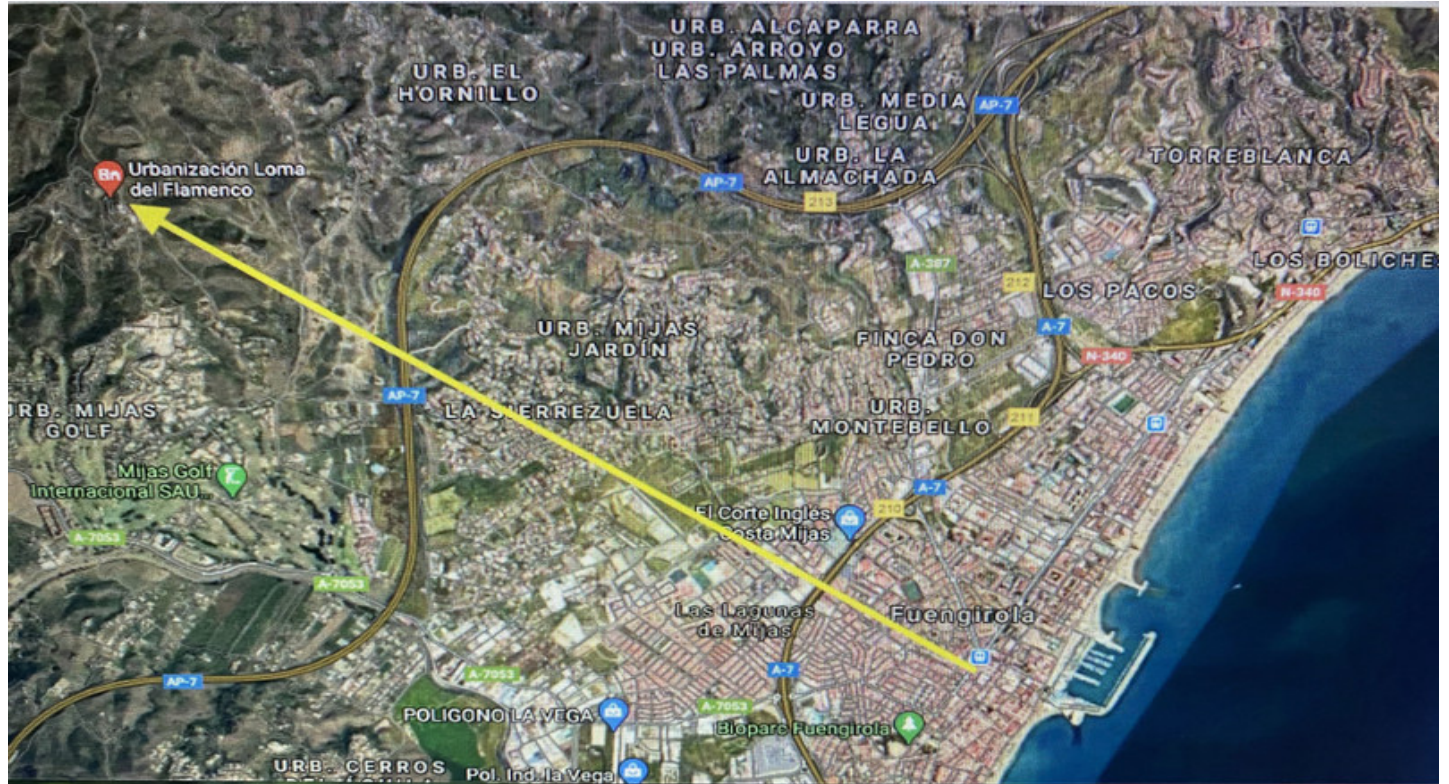 URB. ALCAPARRA
URB. ARROYO
LAS PALMAS
URB. EL
HORNILLO
URB. MEDIA
LEGUA
AP-7
URB. LA
ALMACHADA
TORREBLANCA
Urbanización Loma
del Flamenco
AP-7
213
LOS BOLICHES
A-387
212
LOS PACOS
N-340
URB. MIJAS
JARDÍN
FINCA DON
PEDRO
A-7
N-340
AP-7
URB. MIJAS
GOLF
LA SIERREZUELA
URB.
MONTEBELLO
211
Mijas Golf
Internacional SAU...
A-7
210
El Corte Inglés
Costa Mijas
A-7053
A-7053
Las Lagunas
de Mijas
Fuengirola
A-7
A-7053
AP-7
A-7053
POLIGONO LA VEGA
Bioparc Fuengirola
URB. CERROS
Pol. Ind. la Vega